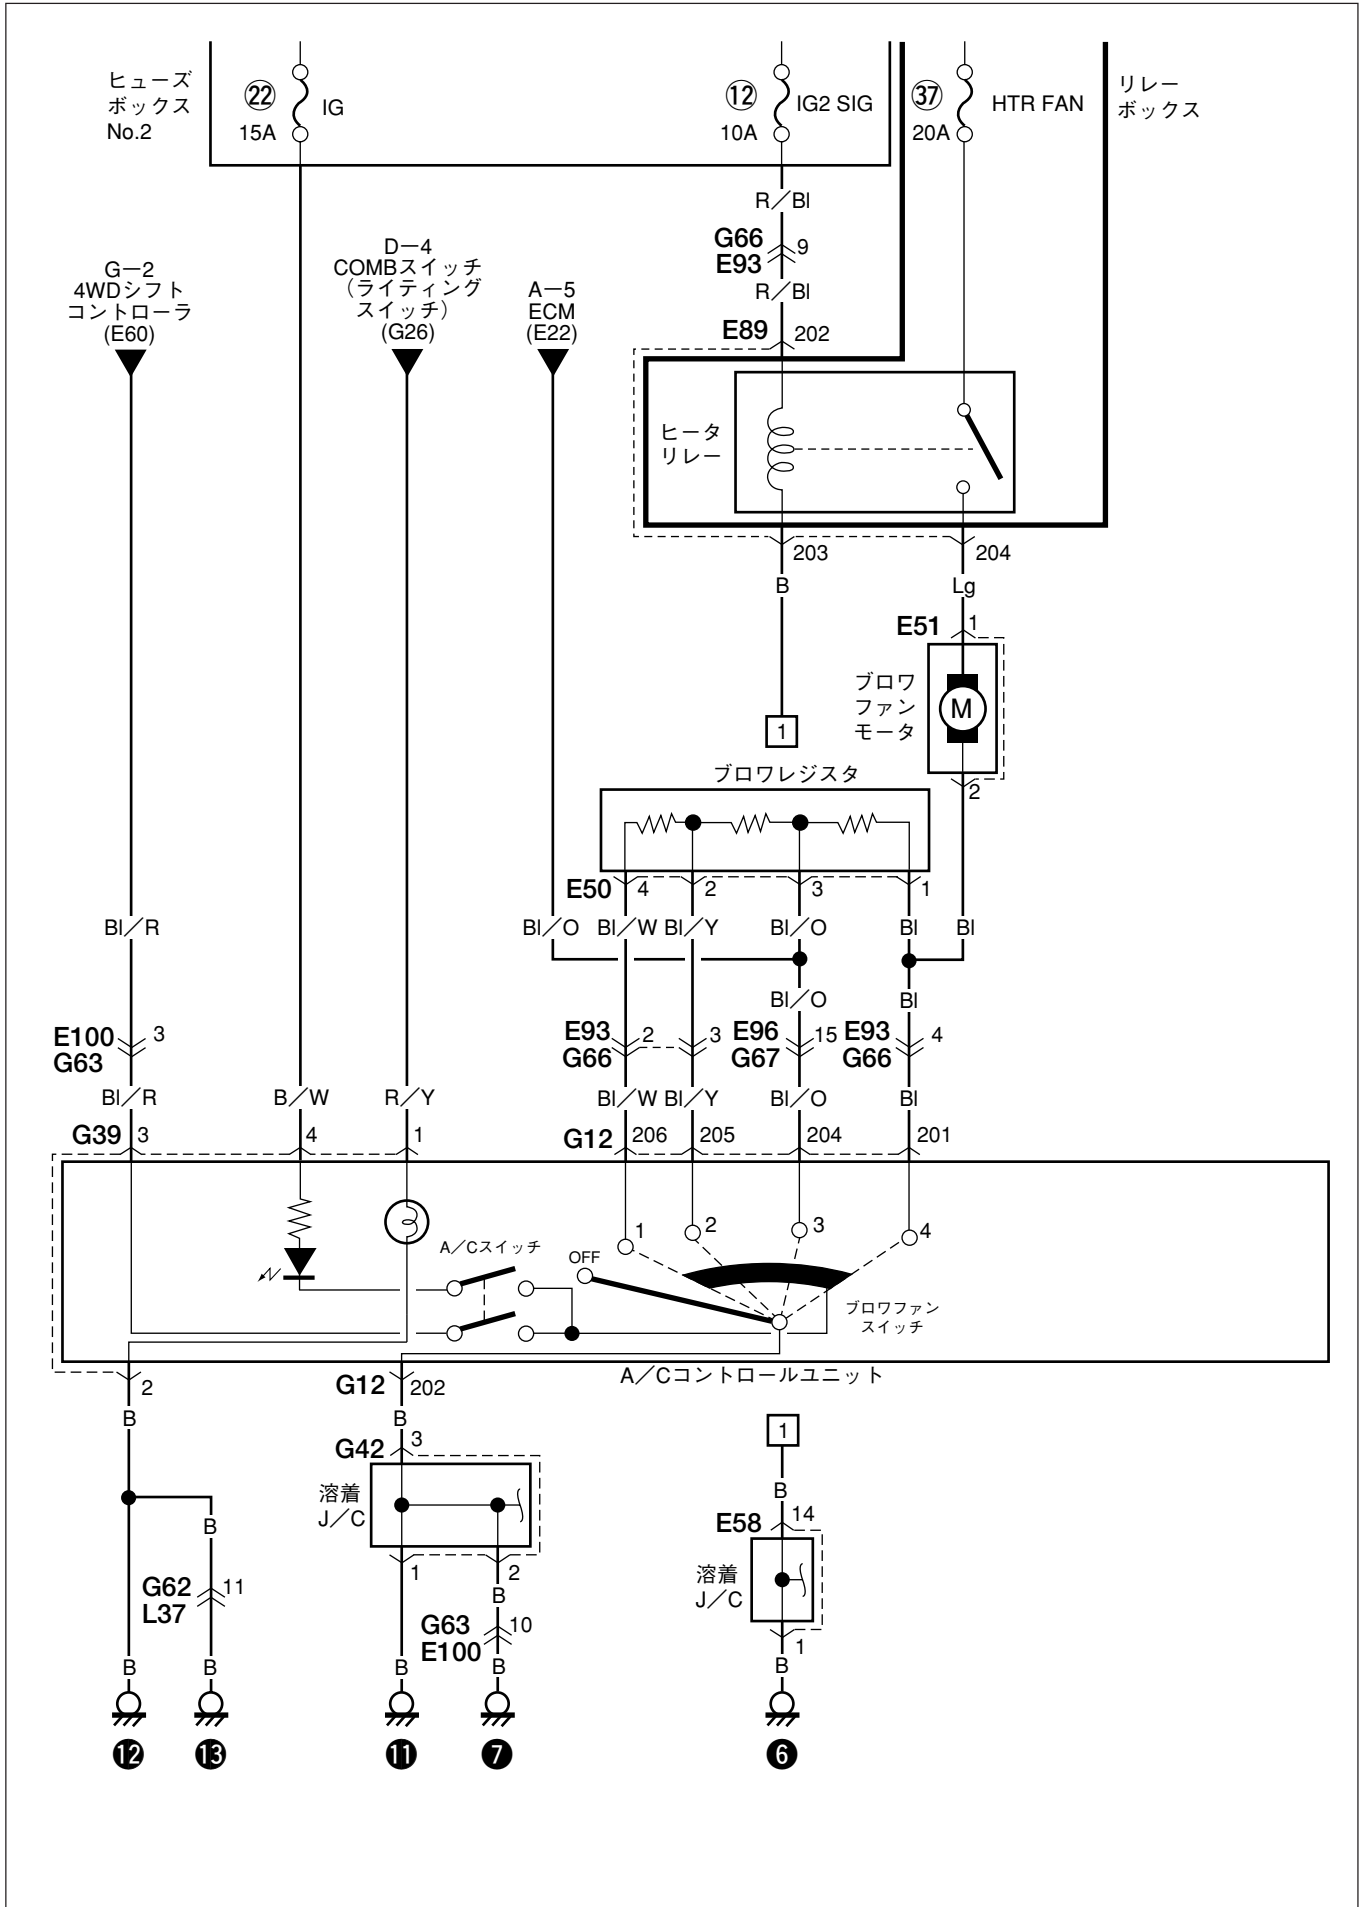 ヒューズ
ボックス
No.2
22
15A
IG
12
10A
IG2 SIG
37
20A
HTR FAN
リレー
ボックス
R／Bl
G66
E93
9
R／Bl
E89
202
G－2
4WDシフト
コントローラ
(E60)
D－4
COMBスイッチ
（ライティング
スイッチ）
(G26)
A－5
ECM
(E22)
ヒータ
リレー
203
204
B
Lg
E51
1
ブロワ
ファン
モータ
M
2
1
ブロワレジスタ
E50
4
2
3
1
Bl／R
Bl／O
Bl／W
Bl／Y
Bl／O
Bl
Bl
Bl／O
Bl
E100
G63
3
E93
G66
2
3
E96
G67
15
E93
G66
4
Bl／R
B／W
R／Y
Bl／W
Bl／Y
Bl／O
Bl
G39
3
4
1
G12
206
205
204
201
1
2
3
4
A／Cスイッチ
OFF
ブロワファン
スイッチ
A／Cコントロールユニット
2
G12
202
B
B
G42
3
溶着
J／C
1
2
B
G62
L37
11
B
G63
E100
10
B
B
B
B
12
13
11
7
1
B
E58
14
溶着
J／C
1
B
6